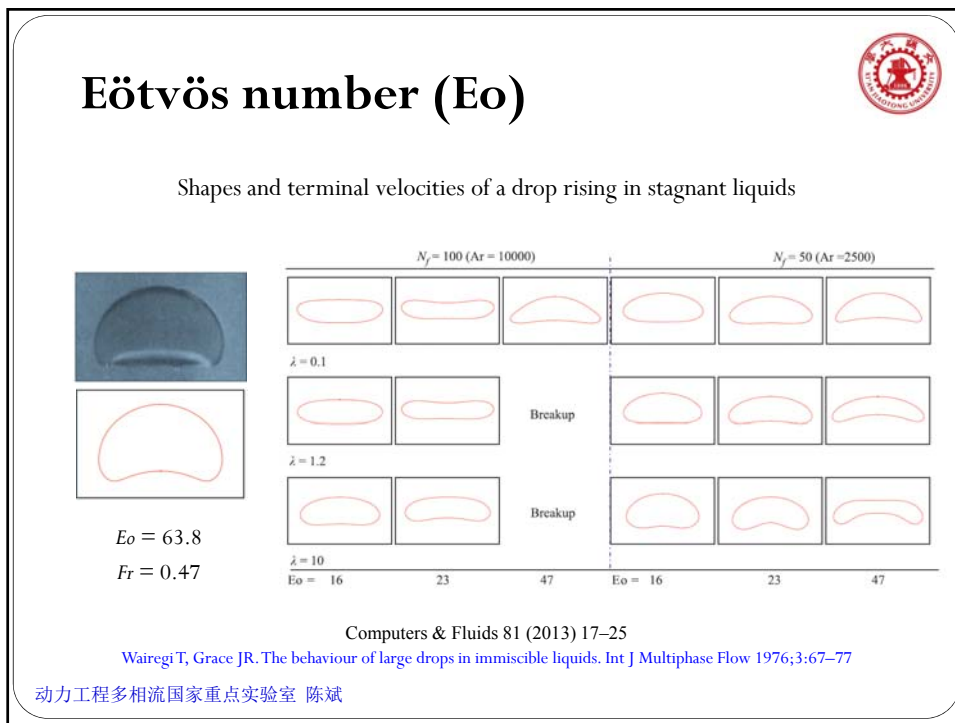 Eötvös number (Eo)
Shapes and terminal velocities of a drop rising in stagnant liquids
N_f = 100 (Ar = 10000)
N_f = 50 (Ar =2500)
λ = 0.1
Breakup
λ = 1.2
Breakup
λ = 10
Eo = 16 23 47 Eo = 16 23 47
Eo = 63.8
Fr = 0.47
Computers & Fluids 81 (2013) 17–25
Wairegi T, Grace JR. The behaviour of large drops in immiscible liquids. Int J Multiphase Flow 1976;3:67–77
动力工程多相流国家重点实验室 陈斌